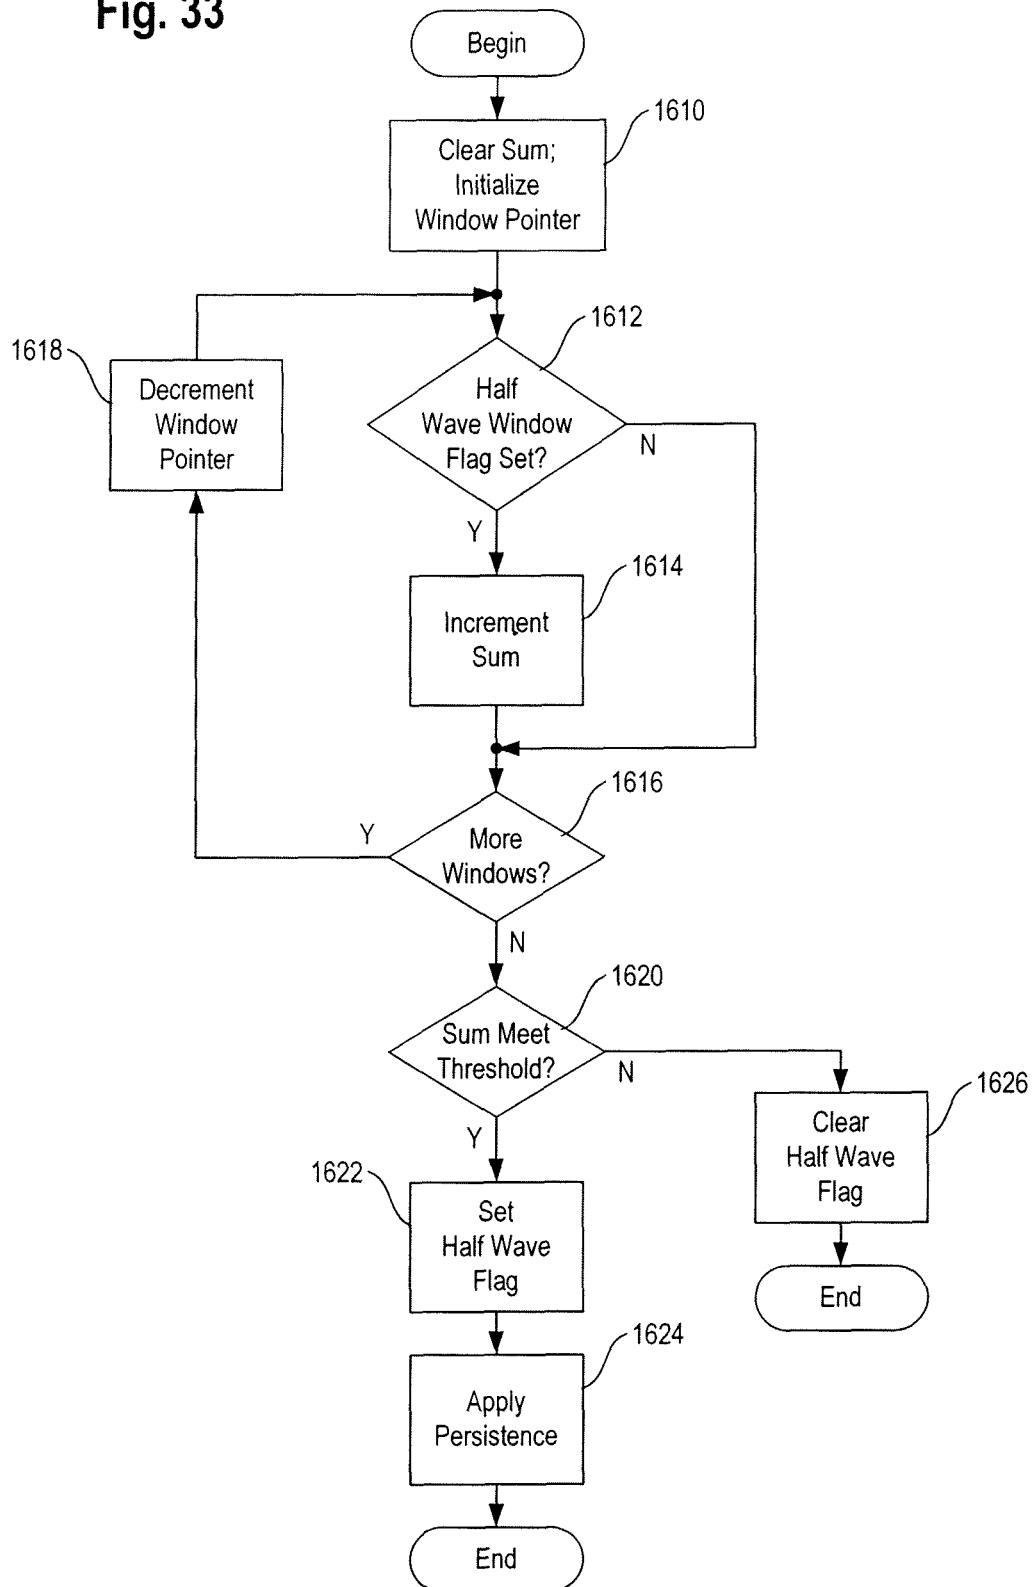 Fig. 33
Begin
1610
Clear Sum;
Initialize
Window Pointer
1612
1618
Decrement
Window
Pointer
Half
Wave Window
Flag Set?
N
Y
1614
Increment
Sum
1616
Y
More
Windows?
N
1620
Sum Meet
Threshold?
N
1626
Clear
Half Wave
Flag
Y
1622
Set
Half Wave
Flag
End
1624
Apply
Persistence
End